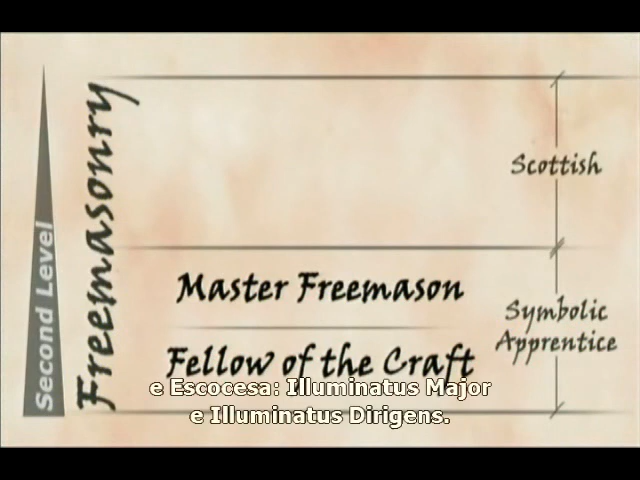 Second Level
Freemasonry
Scottish
Master Freemason
Symbolic
Apprentice
Fellow of the Craft
e Escocesa: Illuminatus Major
e Illuminatus Dirigens.